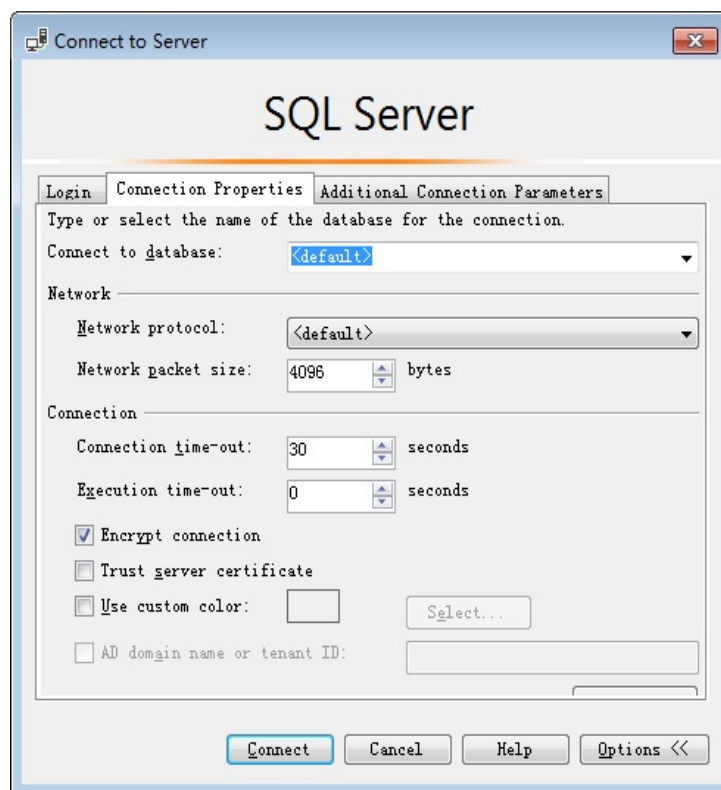 Connect to Server
SQL Server
Login Connection Properties Additional Connection Parameters
Type or select the name of the database for the connection.
Connect to database: <default>
Network
Network protocol: <default>
Network packet size: 4096 bytes
Connection
Connection time-out: 30 seconds
Execution time-out: 0 seconds
Encrypt connection
Trust server certificate
Use custom color: Select...
AD domain name or tenant ID:
Connect Cancel Help Options <<